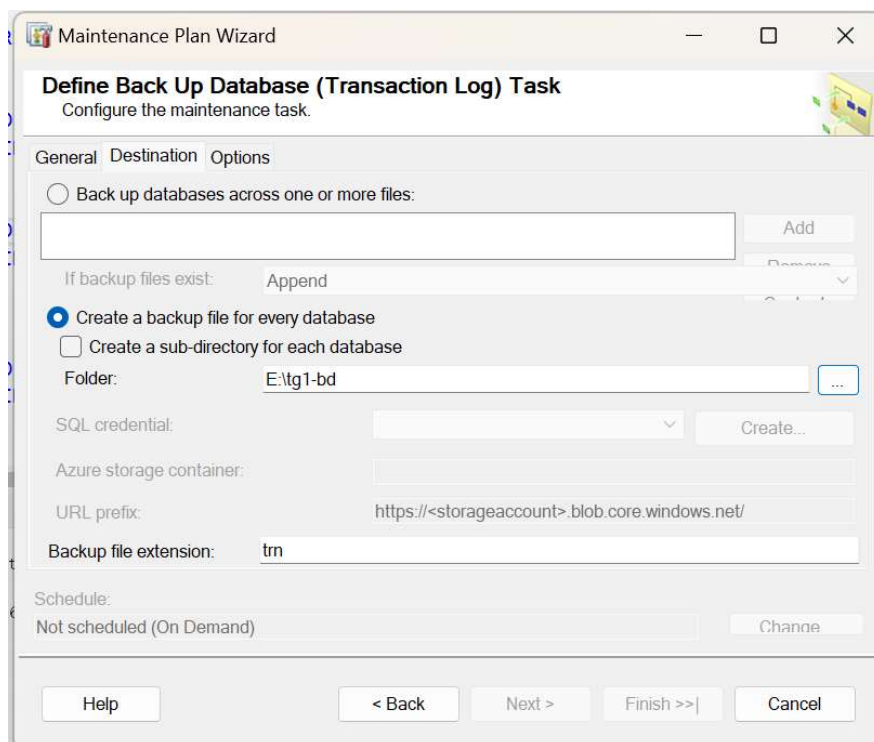 Maintenance Plan Wizard
Define Back Up Database (Transaction Log) Task
Configure the maintenance task.
General Destination Options
Back up databases across one or more files:
Add
If backup files exist: Append
Create a backup file for every database
Create a sub-directory for each database
Folder: E:\tg1-bd ...
SQL credential: Create...
Azure storage container:
URL prefix: https://<storageaccount>.blob.core.windows.net/
Backup file extension: trn
Schedule:
Not scheduled (On Demand) Change
Help < Back Next > Finish >>| Cancel